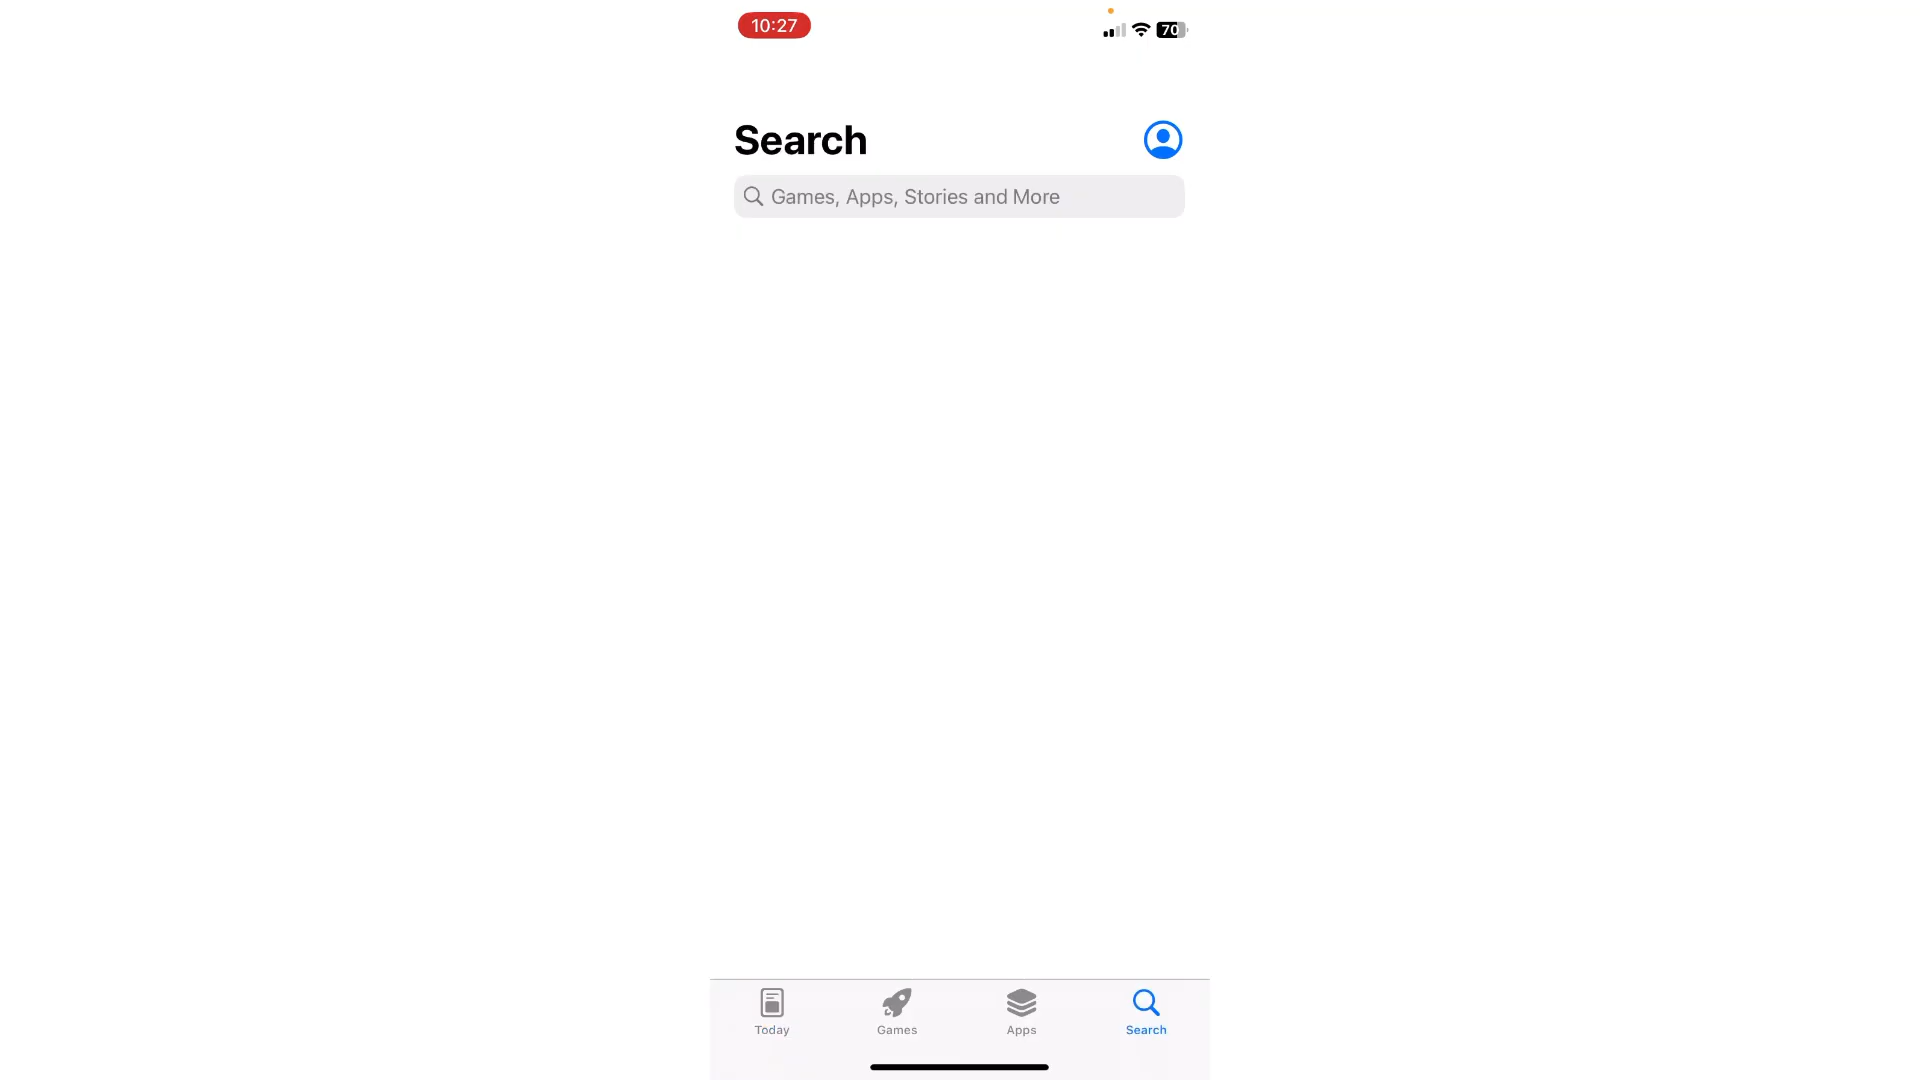 10:27
70
Search
Games, Apps, Stories and More
Today
Games
Apps
Search